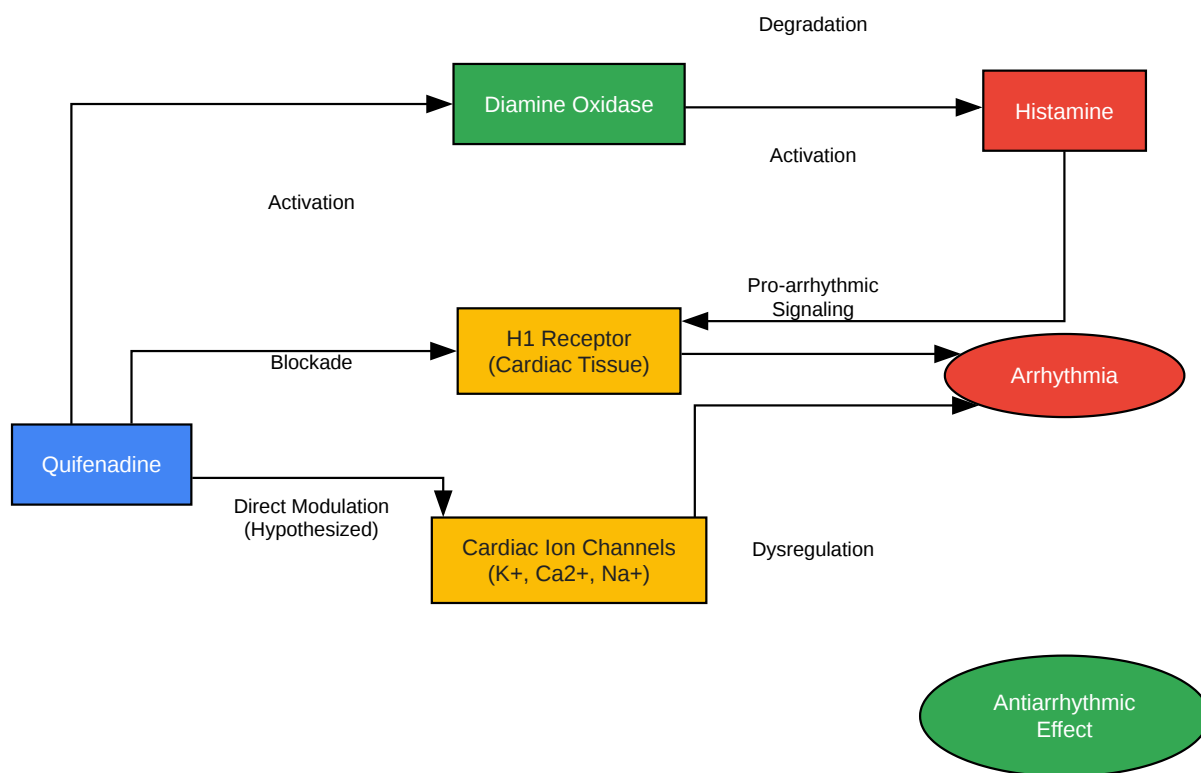 Degradation
Diamine Oxidase
Histamine
Activation
Activation
Pro-arrhythmic
Signaling
H1 Receptor
(Cardiac Tissue)
Blockade
Arrhythmia
Quifenadine
Direct Modulation
(Hypothesized)
Cardiac Ion Channels
(K+, Ca2+, Na+)
Dysregulation
Antiarrhythmic
Effect